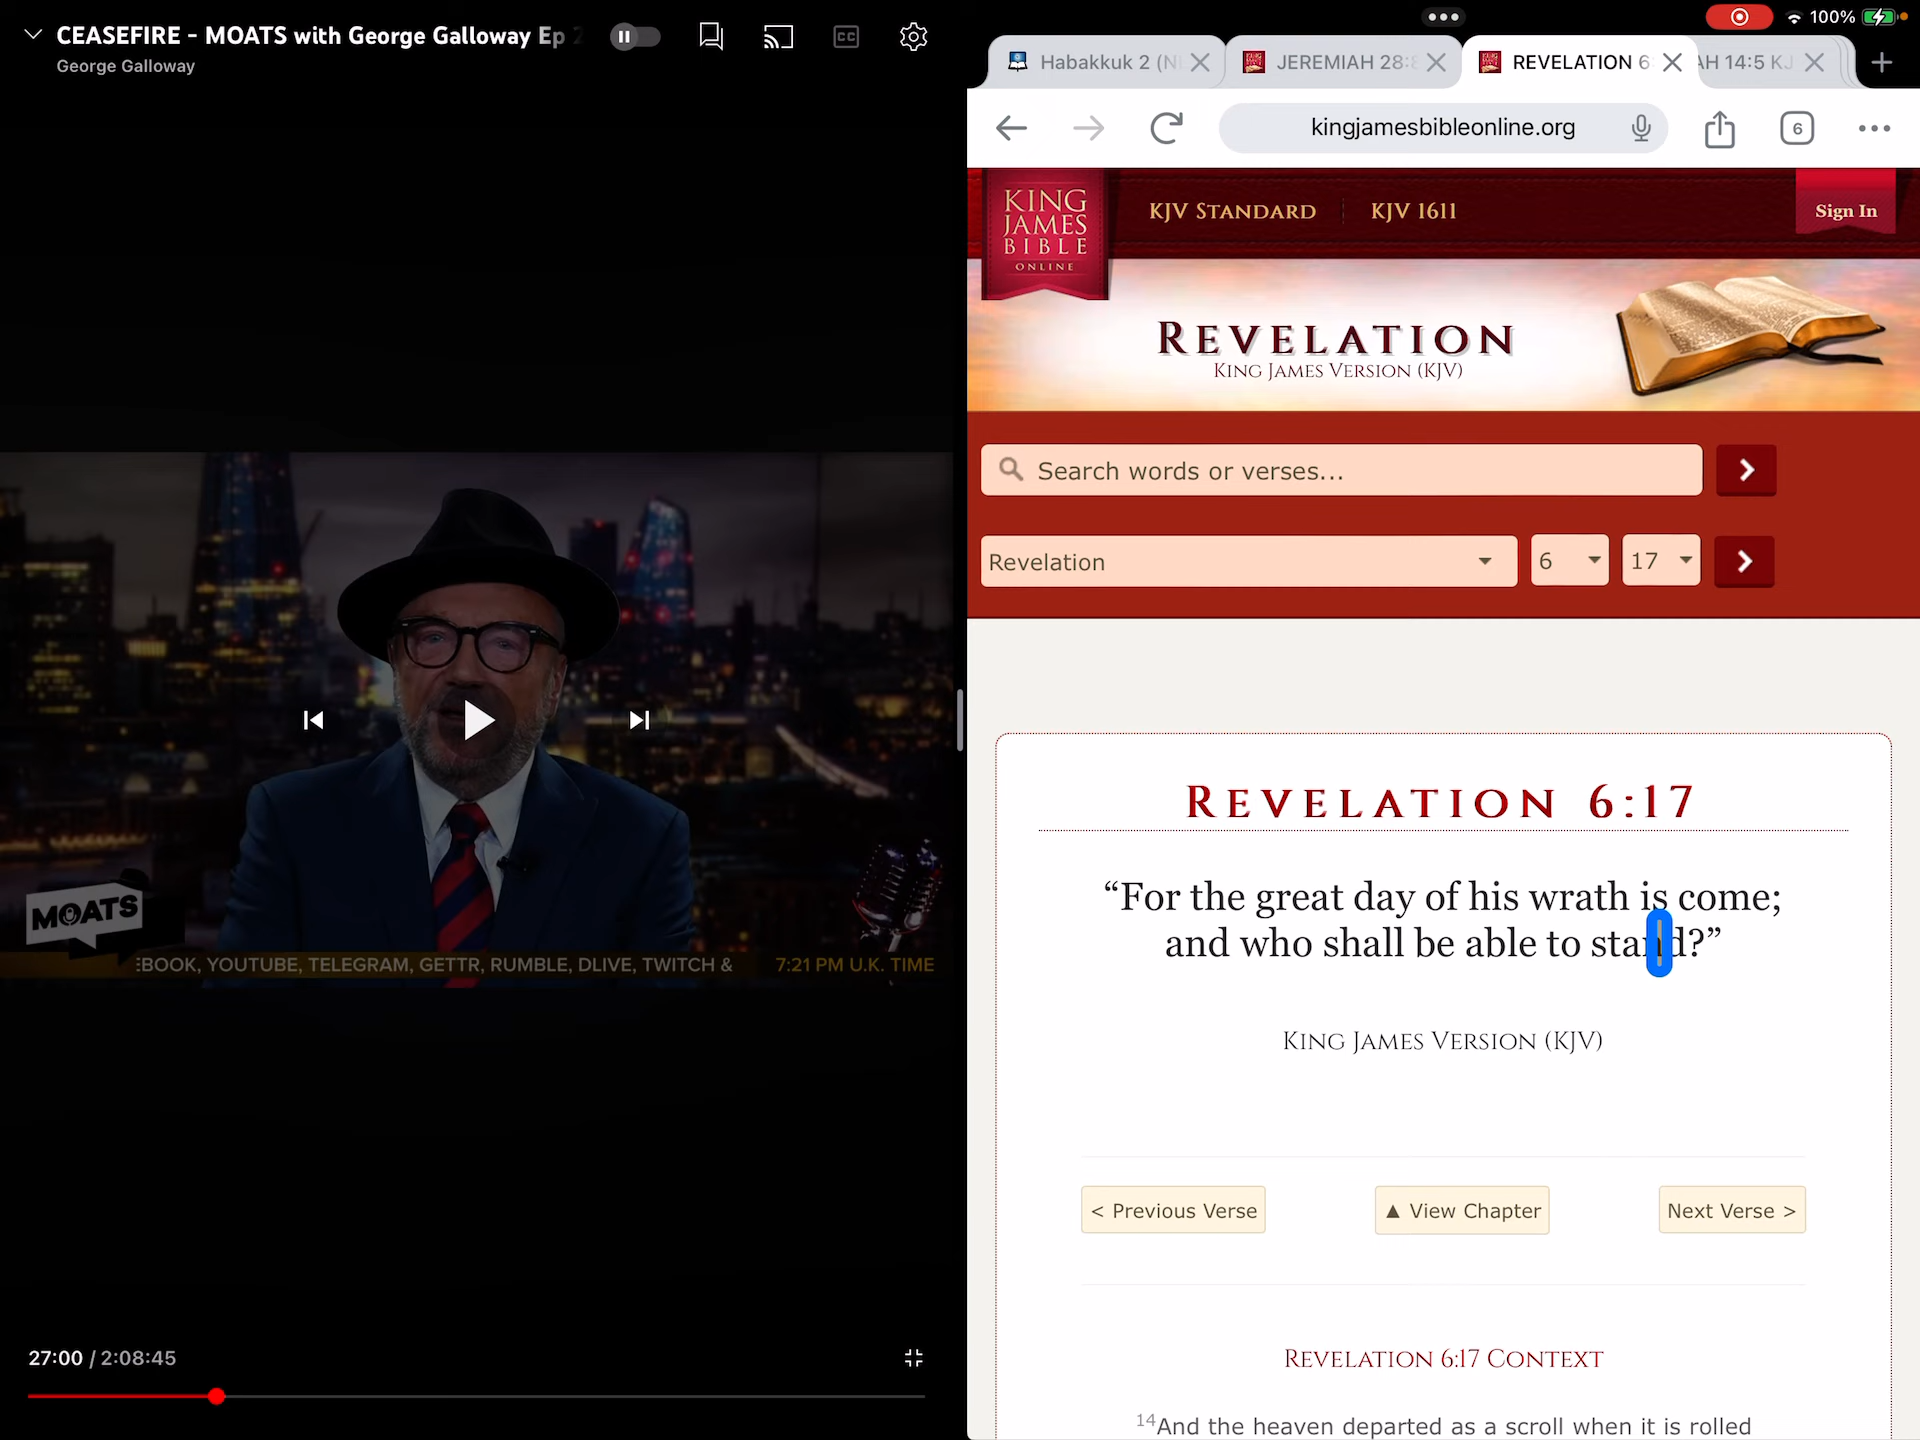 CEASEFIRE - MOATS with George Galloway Ep
George Galloway
CC
MOATS
EBOOK, YOUTUBE, TELEGRAM, GETTR, RUMBLE, DLIVE, TWITCH &
7:21 PM U.K. TIME
27:00 / 2:08:45
100%
Habakkuk 2 (N
JEREMIAH 28:8
REVELATION 6
AH 14:5 KJ
kingjamesbibleonline.org
6
KING
JAMES
BIBLE
ONLINE
KJV STANDARD
KJV 1611
Sign In
REVELATION
KING JAMES VERSION (KJV)
Search words or verses...
Revelation
6
17
REVELATION 6:17
“For the great day of his wrath is come;
and who shall be able to stand?”
KING JAMES VERSION (KJV)
< Previous Verse
▲ View Chapter
Next Verse >
REVELATION 6:17 CONTEXT
14And the heaven departed as a scroll when it is rolled